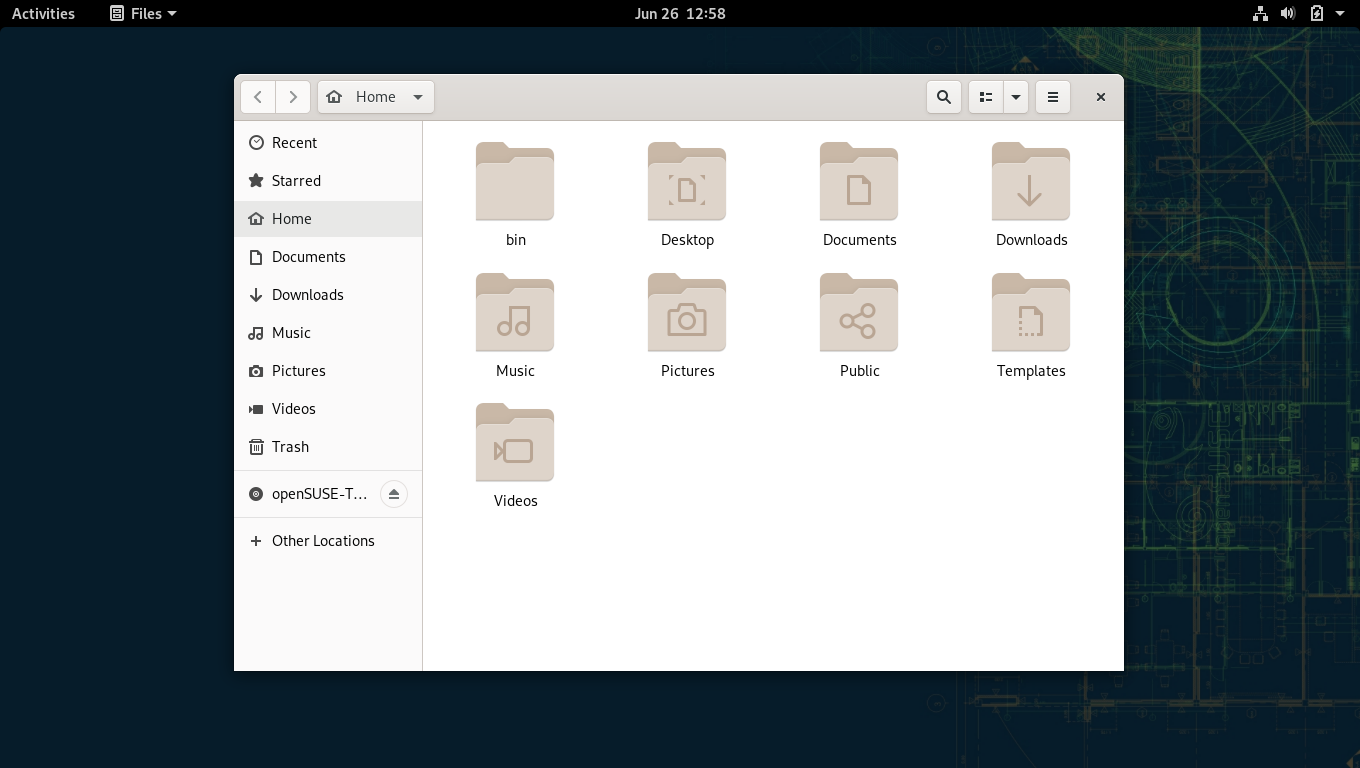 Activities Files Jun 26 12:58
Home
Recent
Starred
Home
Documents
Downloads
Music
Pictures
Videos
Trash
openSUSE-T...
Other Locations
bin Desktop Documents Downloads
Music Pictures Public Templates
Videos